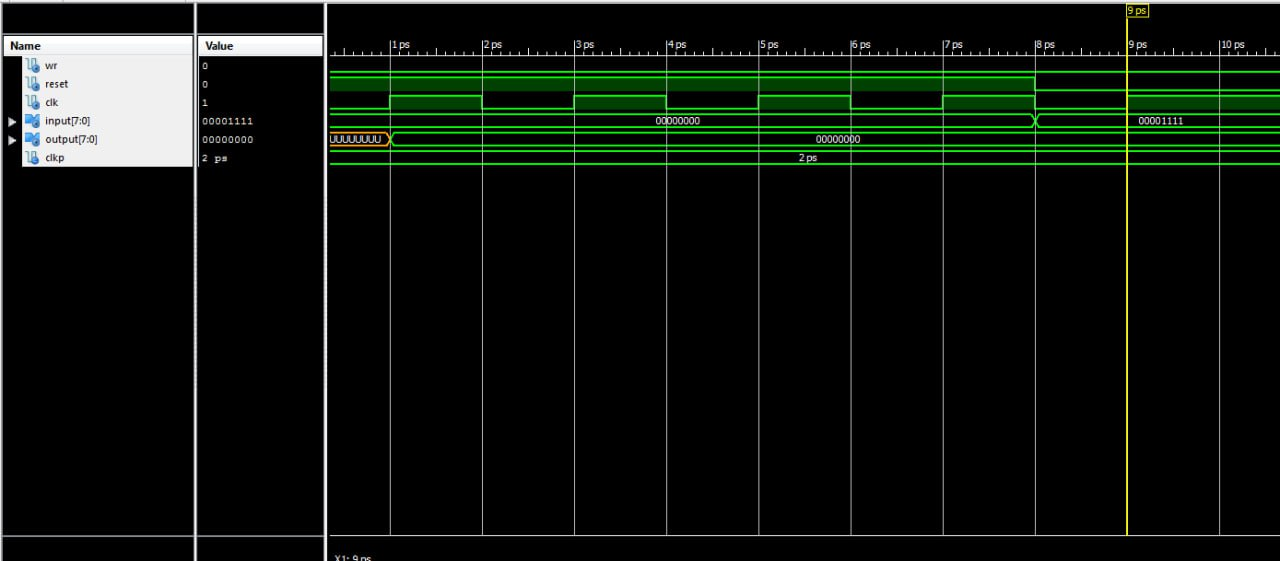 9 ps
Name Value
1 ps 2 ps 3 ps 4 ps 5 ps 6 ps 7 ps 8 ps 9 ps 10 ps
wr 0
reset 0
clk 1
input[7:0] 00001111 00000000 00001111
output[7:0] 00000000 UUUUUUUU 00000000
clkp 2 ps 2 ps
X1: 9 ps